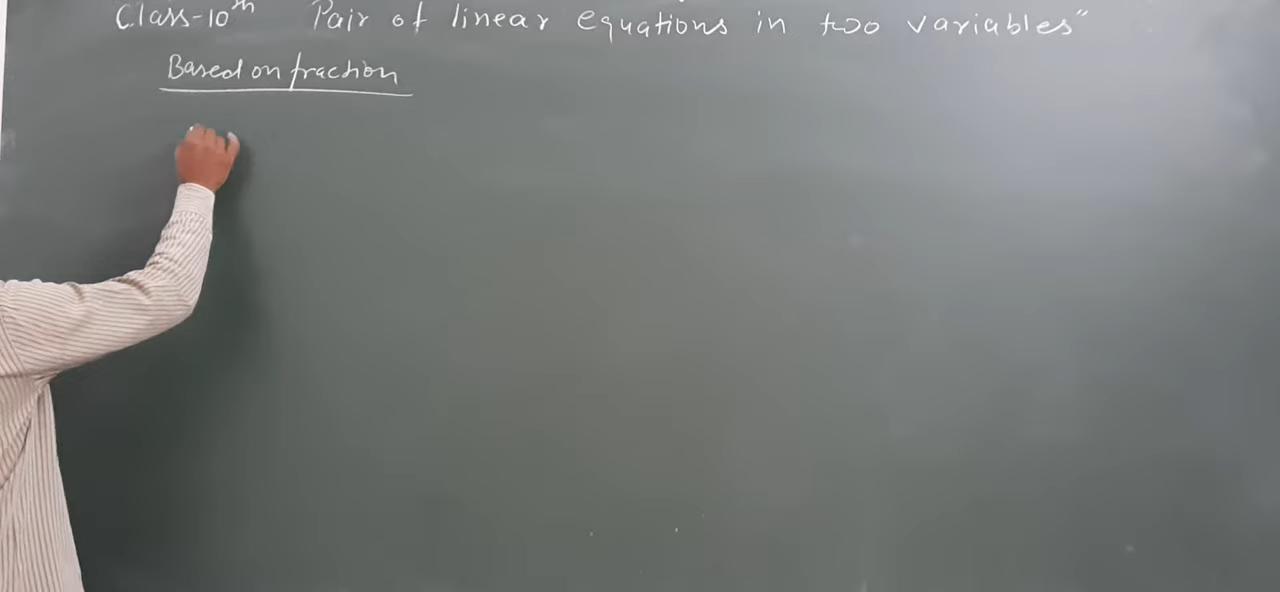 Class-10th Pair of linear equations in two variables"
Based on fraction